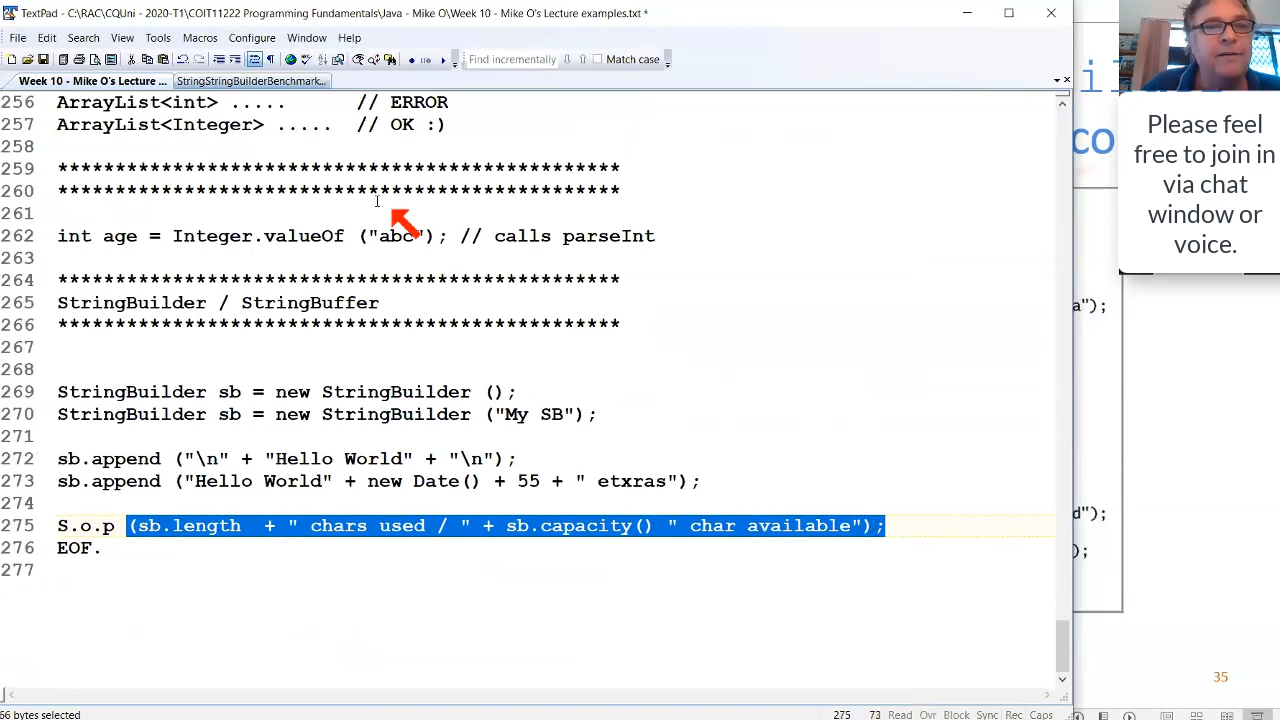 TextPad - C:\RAC\CQUni - 2020-T1\COIT11222 Programming Fundamentals\Java - Mike O\Week 10 - Mike O's Lecture examples.txt *
File Edit Search View Tools Macros Configure Window Help
Find incrementally Match case
Week 10 - Mike O's Lecture ... StringStringBuilderBenchmark...
256 ArrayList<int> ..... // ERROR
257 ArrayList<Integer> ..... // OK :)
258
259 *************************************************
260 *************************************************
261
262 int age = Integer.valueOf ("abc"); // calls parseInt
263
264 *************************************************
265 StringBuilder / StringBuffer
266 *************************************************
267
268
269 StringBuilder sb = new StringBuilder ();
270 StringBuilder sb = new StringBuilder ("My SB");
271
272 sb.append ("\n" + "Hello World" + "\n");
273 sb.append ("Hello World" + new Date() + 55 + " etxras");
274
275 S.o.p (sb.length  + " chars used / " + sb.capacity() " char available");
276 EOF.
277
66 bytes selected 275 73 Read Ovr Block Sync Rec Caps
co
Please feel
free to join in
via chat
window or
voice.
a");
d");
);
35